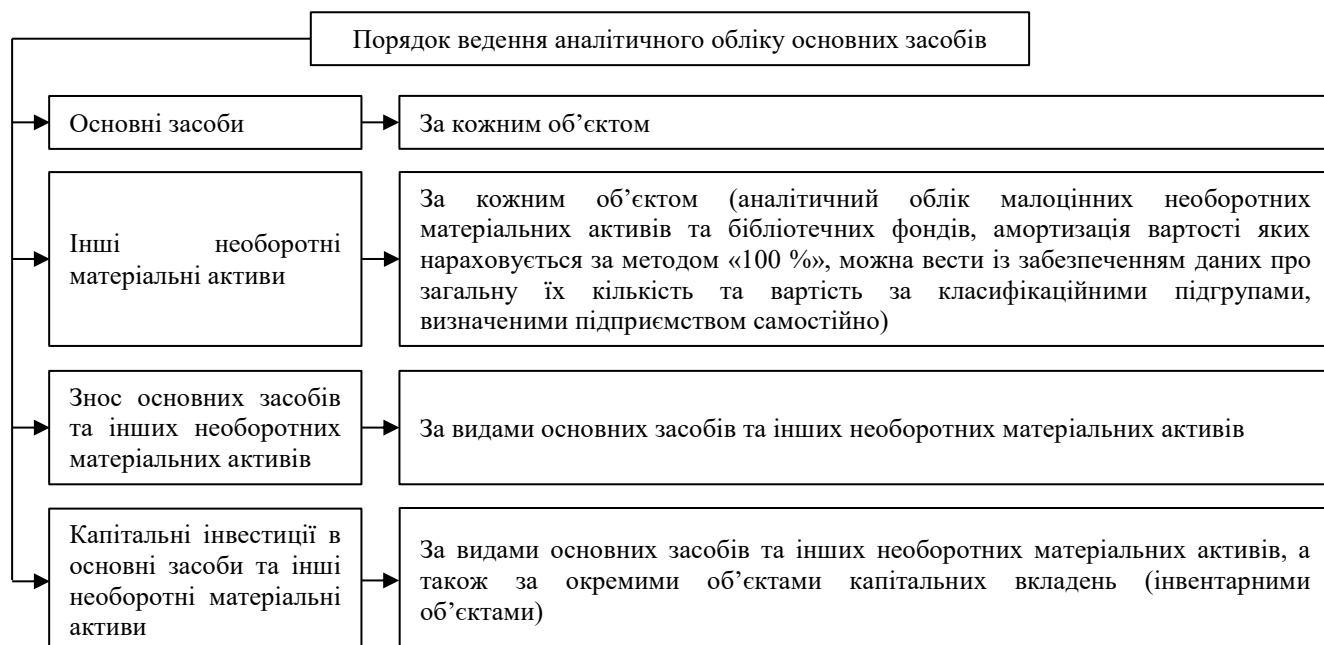 Порядок ведення аналітичного обліку основних засобів
Основні засоби
За кожним об’єктом
Інші необоротні
матеріальні активи
За кожним об’єктом (аналітичний облік малоцінних необоротних
матеріальних активів та бібліотечних фондів, амортизація вартості яких
нараховується за методом «100 %», можна вести із забезпеченням даних про
загальну їх кількість та вартість за класифікаційними підгрупами,
визначеними підприємством самостійно)
Знос основних засобів
та інших необоротних
матеріальних активів
За видами основних засобів та інших необоротних матеріальних активів
Капітальні інвестиції в
основні засоби та інші
необоротні матеріальні
активи
За видами основних засобів та інших необоротних матеріальних активів, а
також за окремими об’єктами капітальних вкладень (інвентарними
об’єктами)